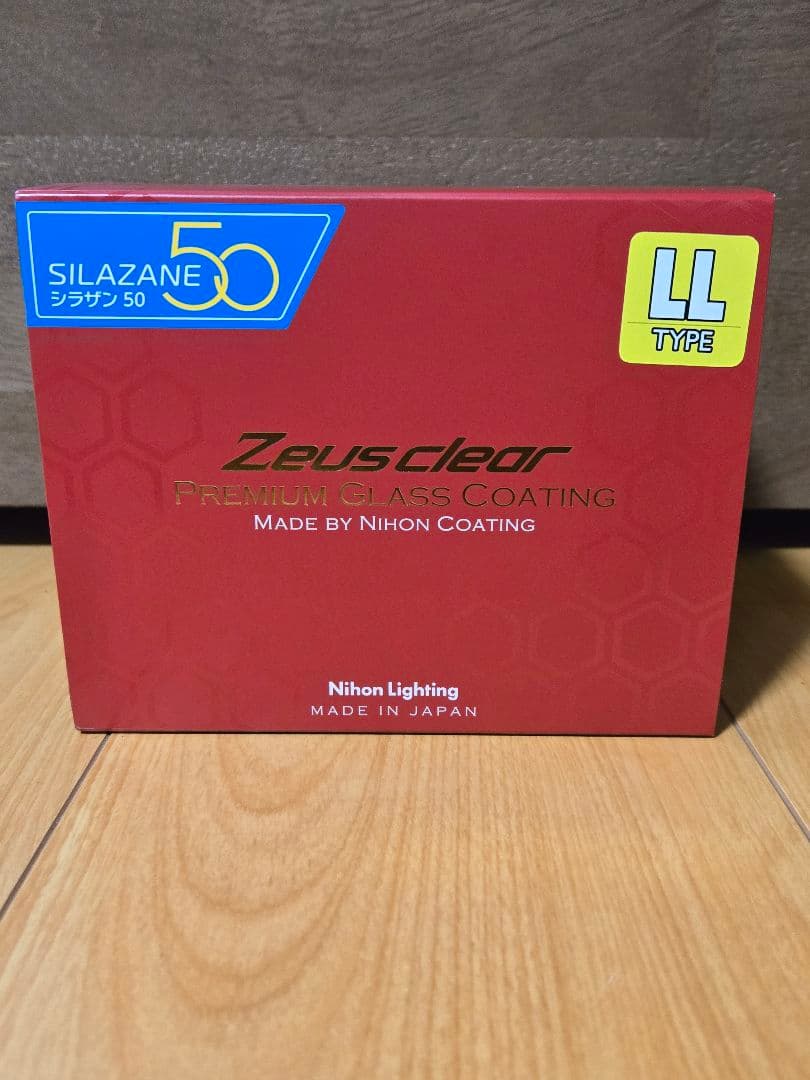 SILAZANE 50
シラザン 50
LL
TYPE
Zeusclear
PREMIUM GLASS COATING
MADE BY NIHON COATING
Nihon Lighting
MADE IN JAPAN